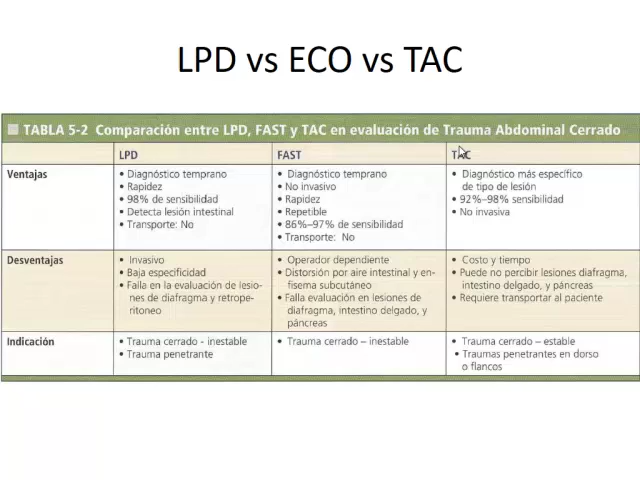 LPD vs ECO vs TAC
TABLA 5-2 Comparación entre LPD, FAST y TAC en evaluación de Trauma Abdominal Cerrado
LPD
FAST
TAC
Ventajas
• Diagnóstico temprano
• Rapidez
• 98% de sensibilidad
• Detecta lesión intestinal
• Transporte: No
• Diagnóstico temprano
• No invasivo
• Rapidez
• Repetible
• 86%–97% de sensibilidad
• Transporte: No
• Diagnóstico más específico
de tipo de lesión
• 92%–98% sensibilidad
• No invasiva
Desventajas
• Invasivo
• Baja especificidad
• Falla en la evaluación de lesio-
nes de diafragma y retrope-
ritoneo
• Operador dependiente
• Distorsión por aire intestinal y en-
fisema subcutáneo
• Falla evaluación en lesiones de
diafragma, intestino delgado, y
páncreas
• Costo y tiempo
• Puede no percibir lesiones diafragma,
intestino delgado, y páncreas
• Requiere transportar al paciente
Indicación
• Trauma cerrado - inestable
• Trauma penetrante
• Trauma cerrado – inestable
• Trauma cerrado – estable
• Traumas penetrantes en dorso
o flancos